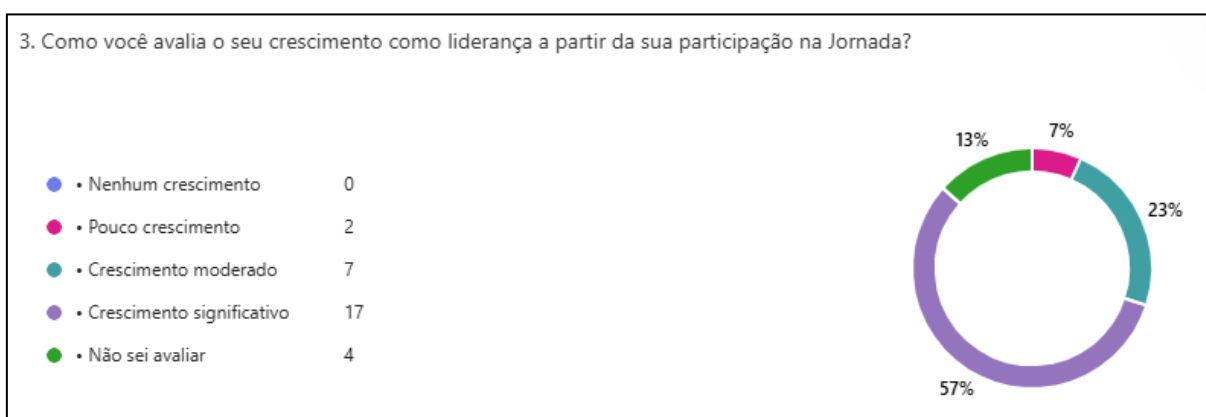 3. Como você avalia o seu crescimento como liderança a partir da sua participação na Jornada?
• Nenhum crescimento 0
• Pouco crescimento 2
• Crescimento moderado 7
• Crescimento significativo 17
• Não sei avaliar 4
13%
7%
23%
57%